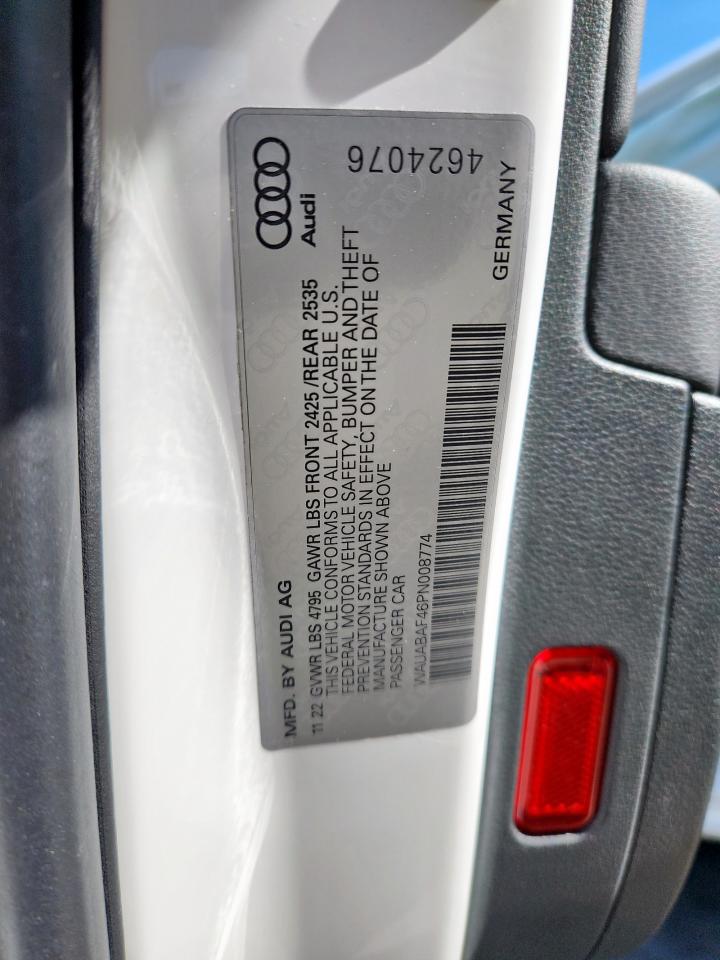 Audi
4624076
MFD. BY AUDI AG
11 22 GVWR LBS 4795 GAWR LBS FRONT 2425 /REAR 2535
THIS VEHICLE CONFORMS TO ALL APPLICABLE U.S.
FEDERAL MOTOR VEHICLE SAFETY, BUMPER AND THEFT
PREVENTION STANDARDS IN EFFECT ON THE DATE OF
MANUFACTURE SHOWN ABOVE
PASSENGER CAR
WAUABAF46PN008774
GERMANY